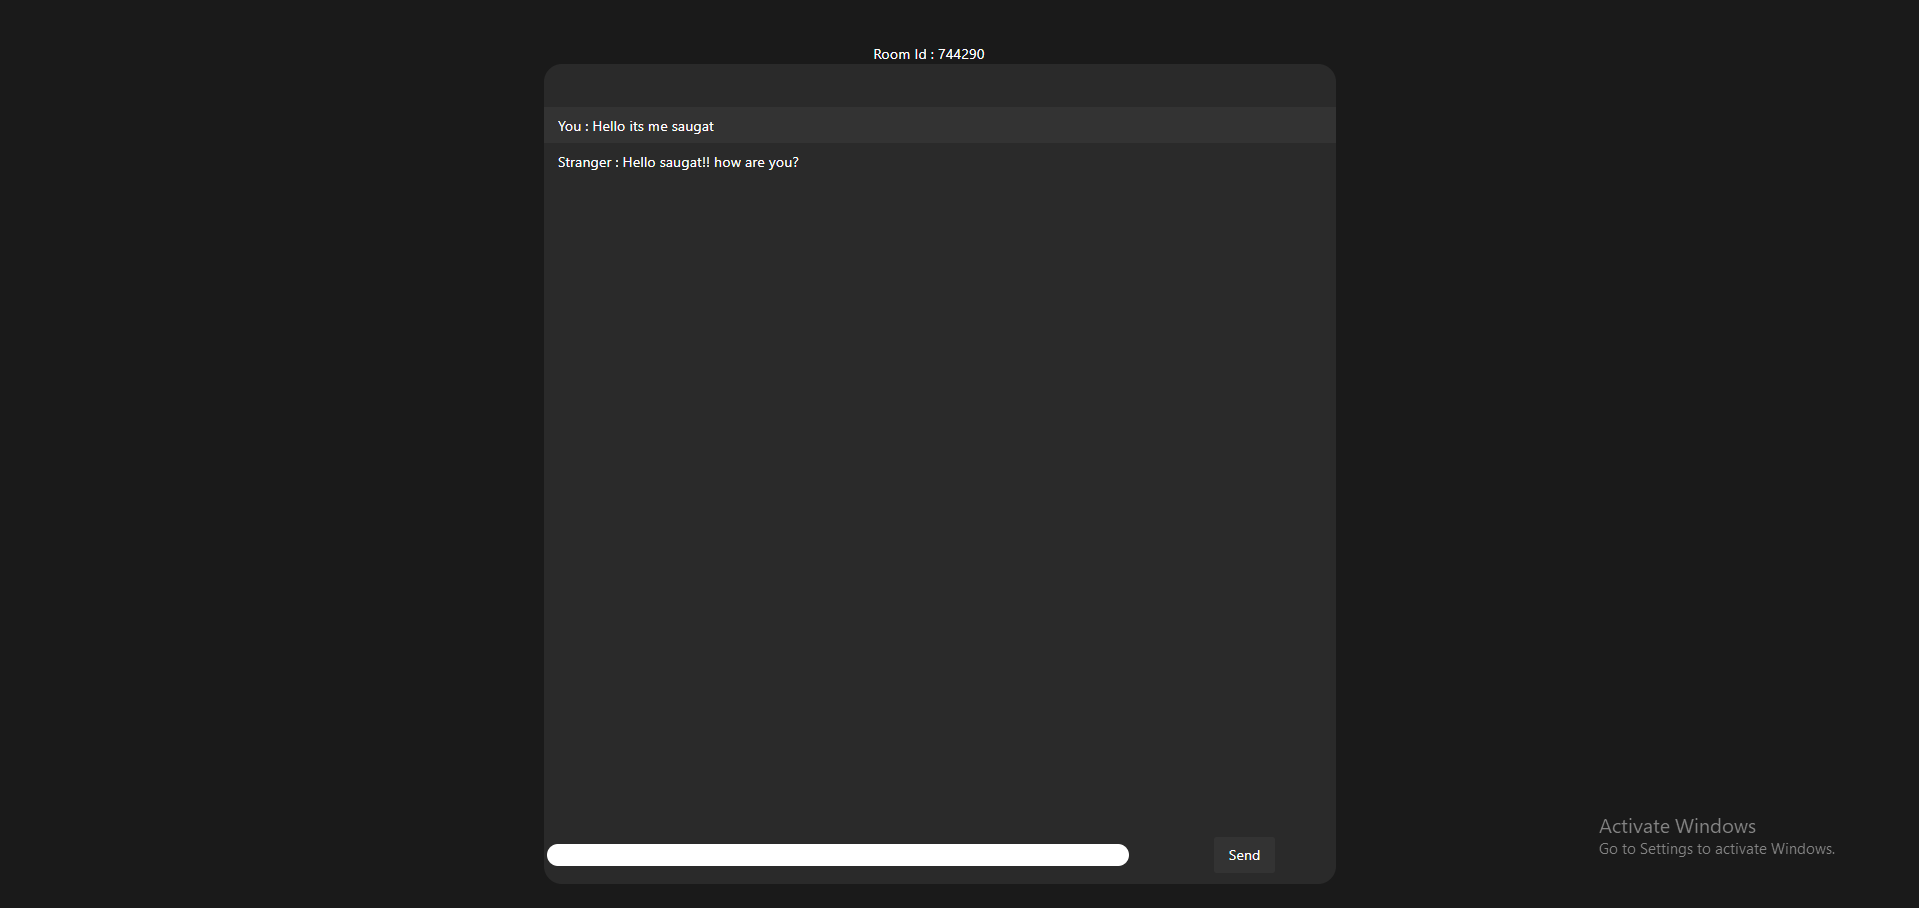 Room Id : 744290
You : Hello its me saugat
Stranger : Hello saugat!! how are you?
Send
Activate Windows
Go to Settings to activate Windows.